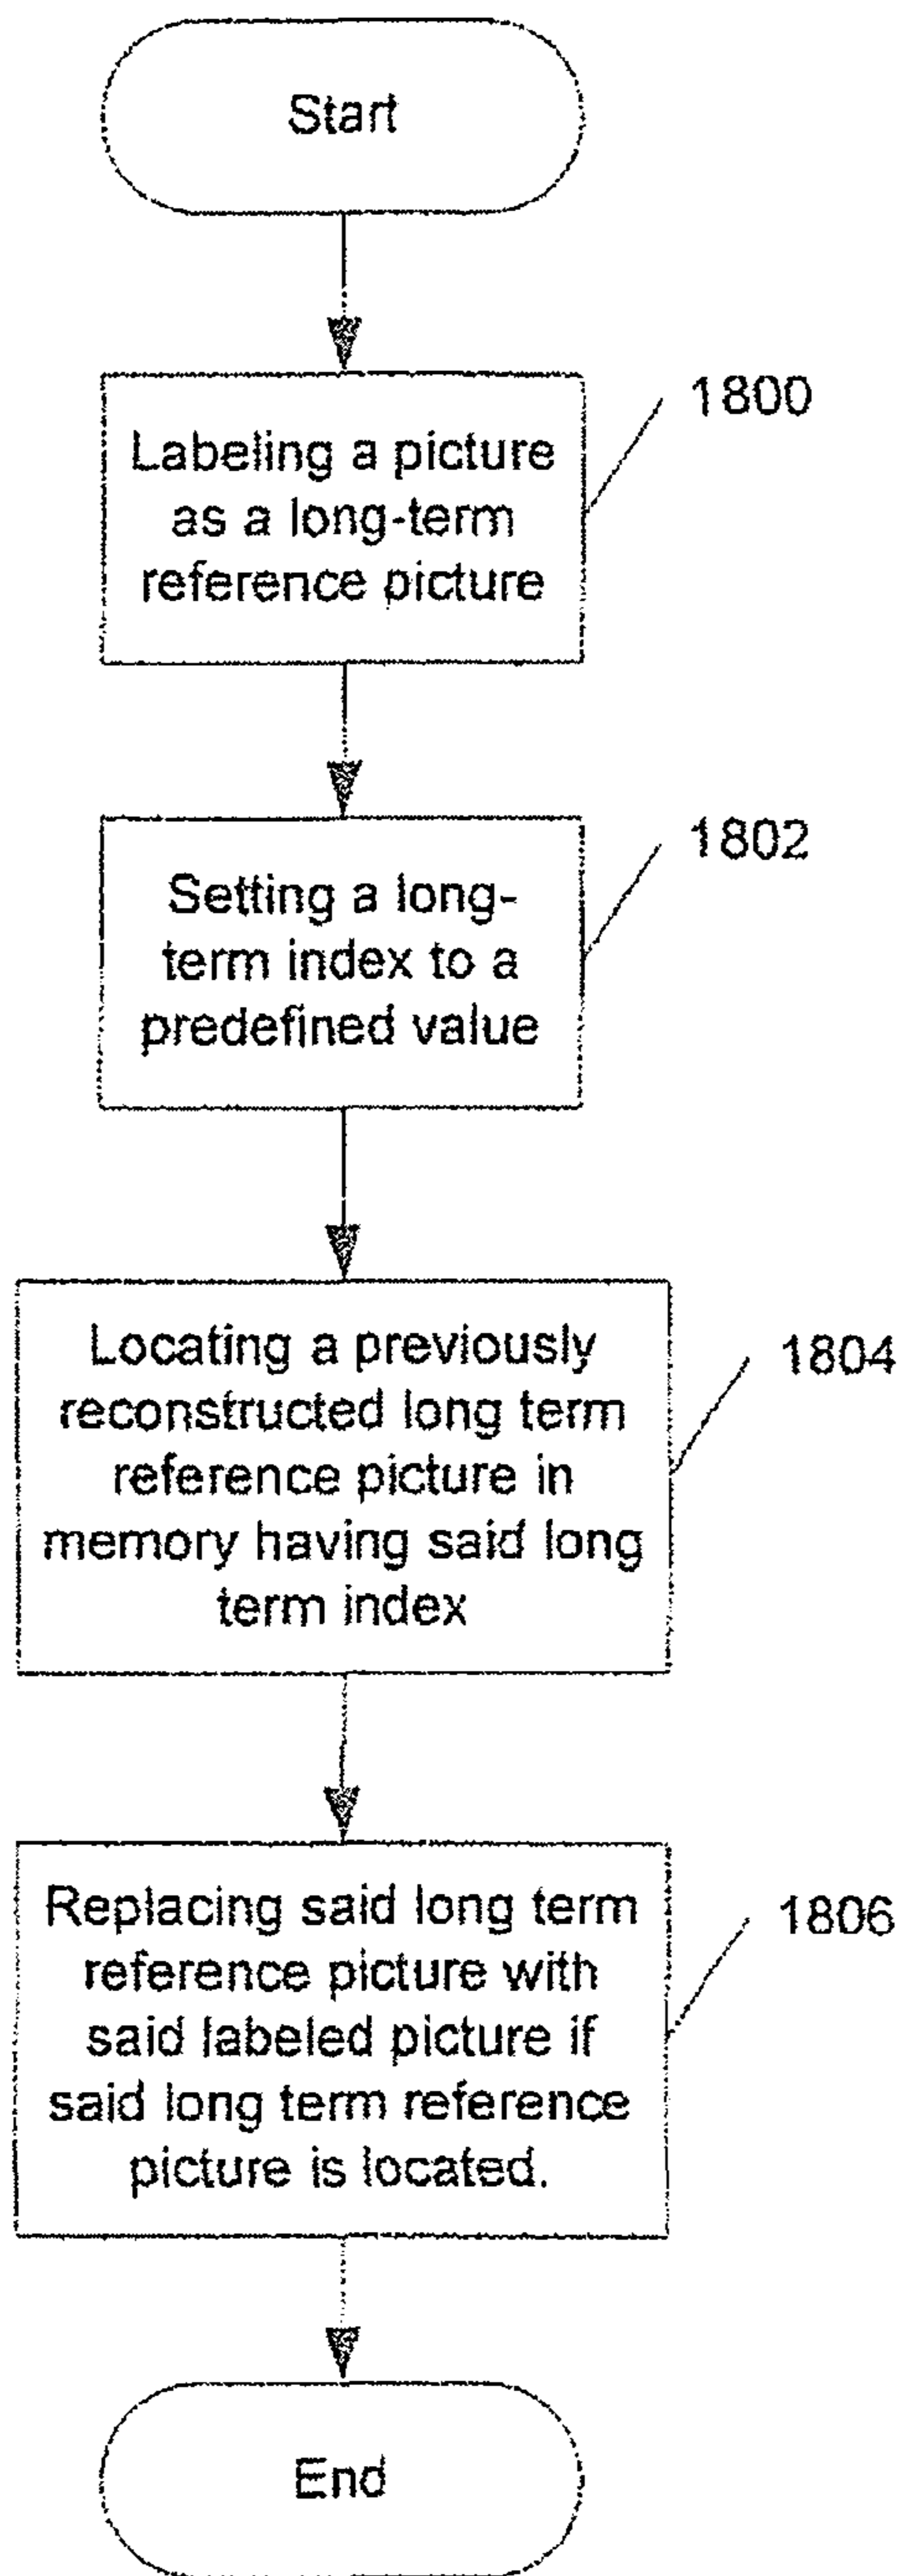 Start
1800
Labeling a picture
as a long-term
reference picture
1802
Setting a long-
term index to a
predefined value
1804
Locating a previously
reconstructed long term
reference picture in
memory having said long
term index
1806
Replacing said long term
reference picture with
said labeled picture if
said long term reference
picture is located.
End